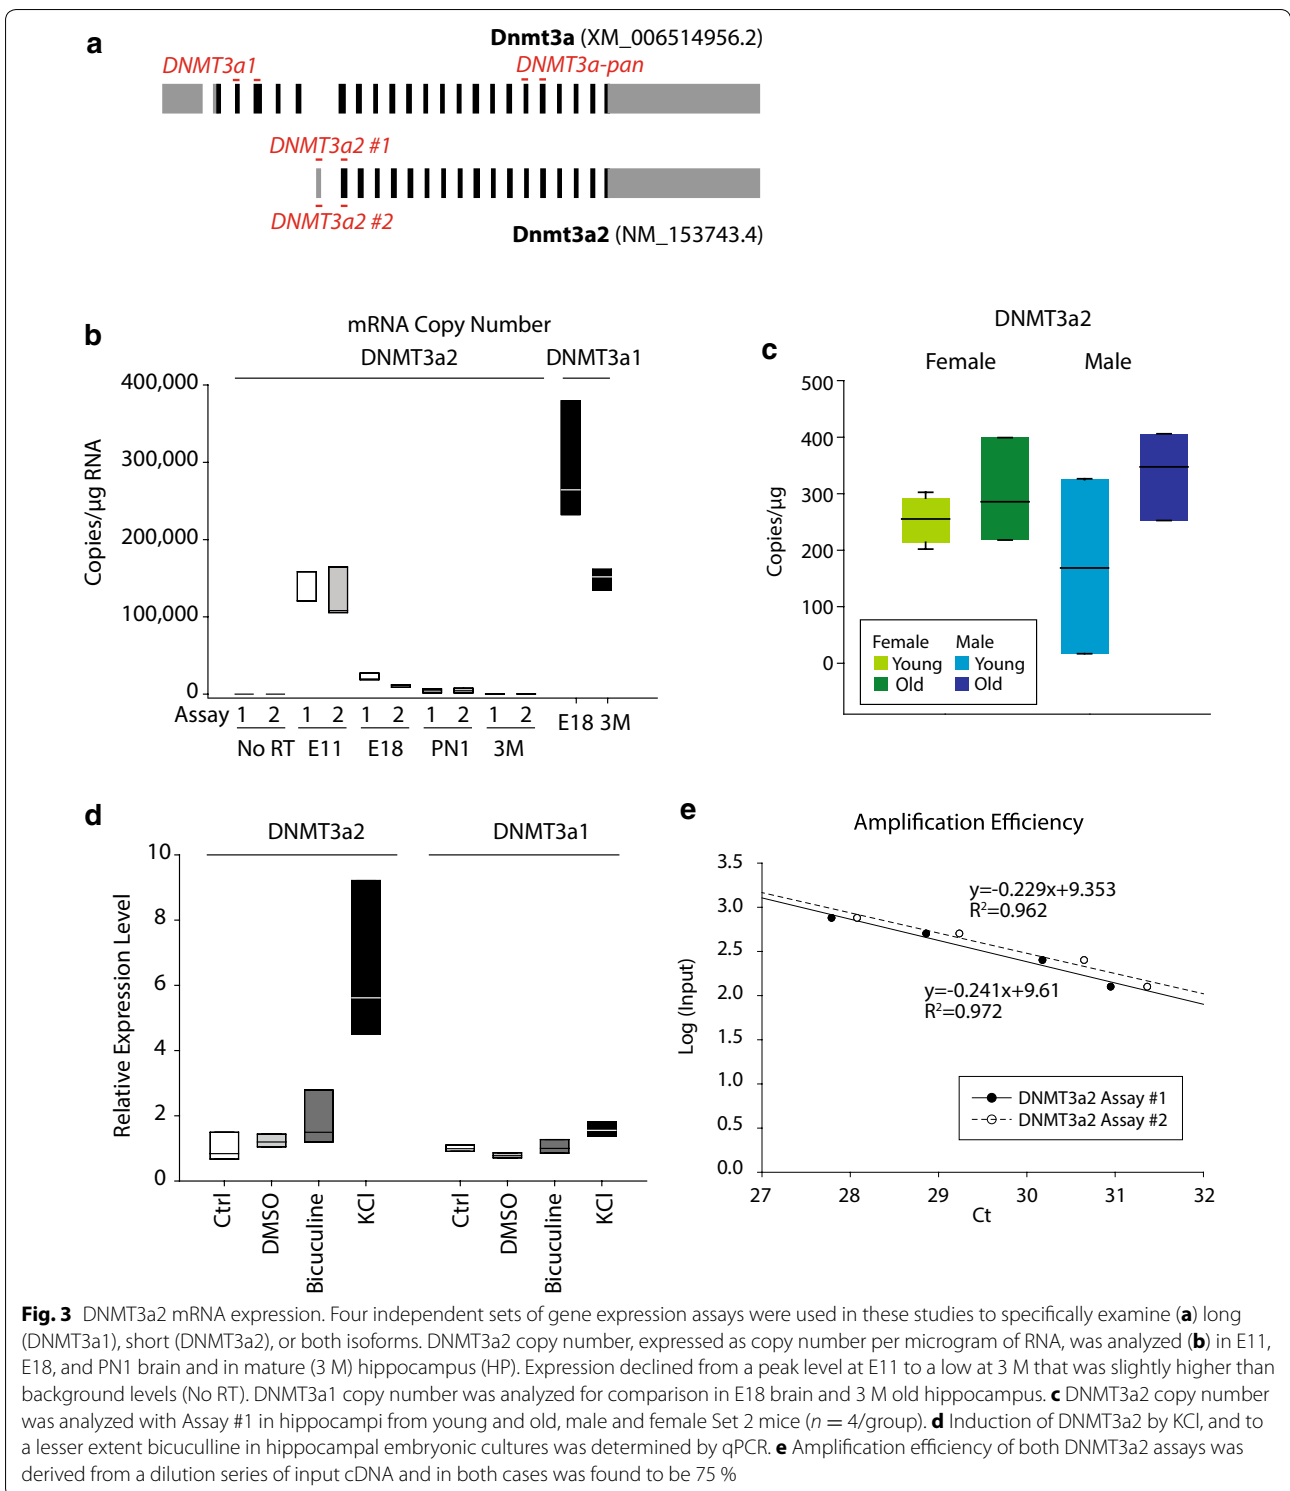 a
Dnmt3a (XM_006514956.2)
DNMT3a1
DNMT3a-pan
DNMT3a2 #1
DNMT3a2 #2
Dnmt3a2 (NM_153743.4)
b
mRNA Copy Number
DNMT3a2
DNMT3a1
Copies/µg RNA
400,000
300,000
200,000
100,000
0
Assay 1 2 1 2 1 2 1 2 1 2
No RT E11 E18 PN1 3M
E18 3M
c
DNMT3a2
Female Male
Copies/µg
500
400
300
200
100
0
Female Male
Young Young
Old Old
d
DNMT3a2
DNMT3a1
Relative Expression Level
10
8
6
4
2
0
Ctrl
DMSO
Bicuculine
KCl
Ctrl
DMSO
Bicuculine
KCl
e
Amplification Efficiency
Log (Input)
3.5
3.0
2.5
2.0
1.5
1.0
0.5
0.0
y=-0.229x+9.353
R²=0.962
y=-0.241x+9.61
R²=0.972
DNMT3a2 Assay #1
DNMT3a2 Assay #2
27 28 29 30 31 32
Ct
Fig. 3 DNMT3a2 mRNA expression. Four independent sets of gene expression assays were used in these studies to specifically examine (a) long
(DNMT3a1), short (DNMT3a2), or both isoforms. DNMT3a2 copy number, expressed as copy number per microgram of RNA, was analyzed (b) in E11,
E18, and PN1 brain and in mature (3 M) hippocampus (HP). Expression declined from a peak level at E11 to a low at 3 M that was slightly higher than
background levels (No RT). DNMT3a1 copy number was analyzed for comparison in E18 brain and 3 M old hippocampus. c DNMT3a2 copy number
was analyzed with Assay #1 in hippocampi from young and old, male and female Set 2 mice (n = 4/group). d Induction of DNMT3a2 by KCl, and to
a lesser extent bicuculline in hippocampal embryonic cultures was determined by qPCR. e Amplification efficiency of both DNMT3a2 assays was
derived from a dilution series of input cDNA and in both cases was found to be 75 %